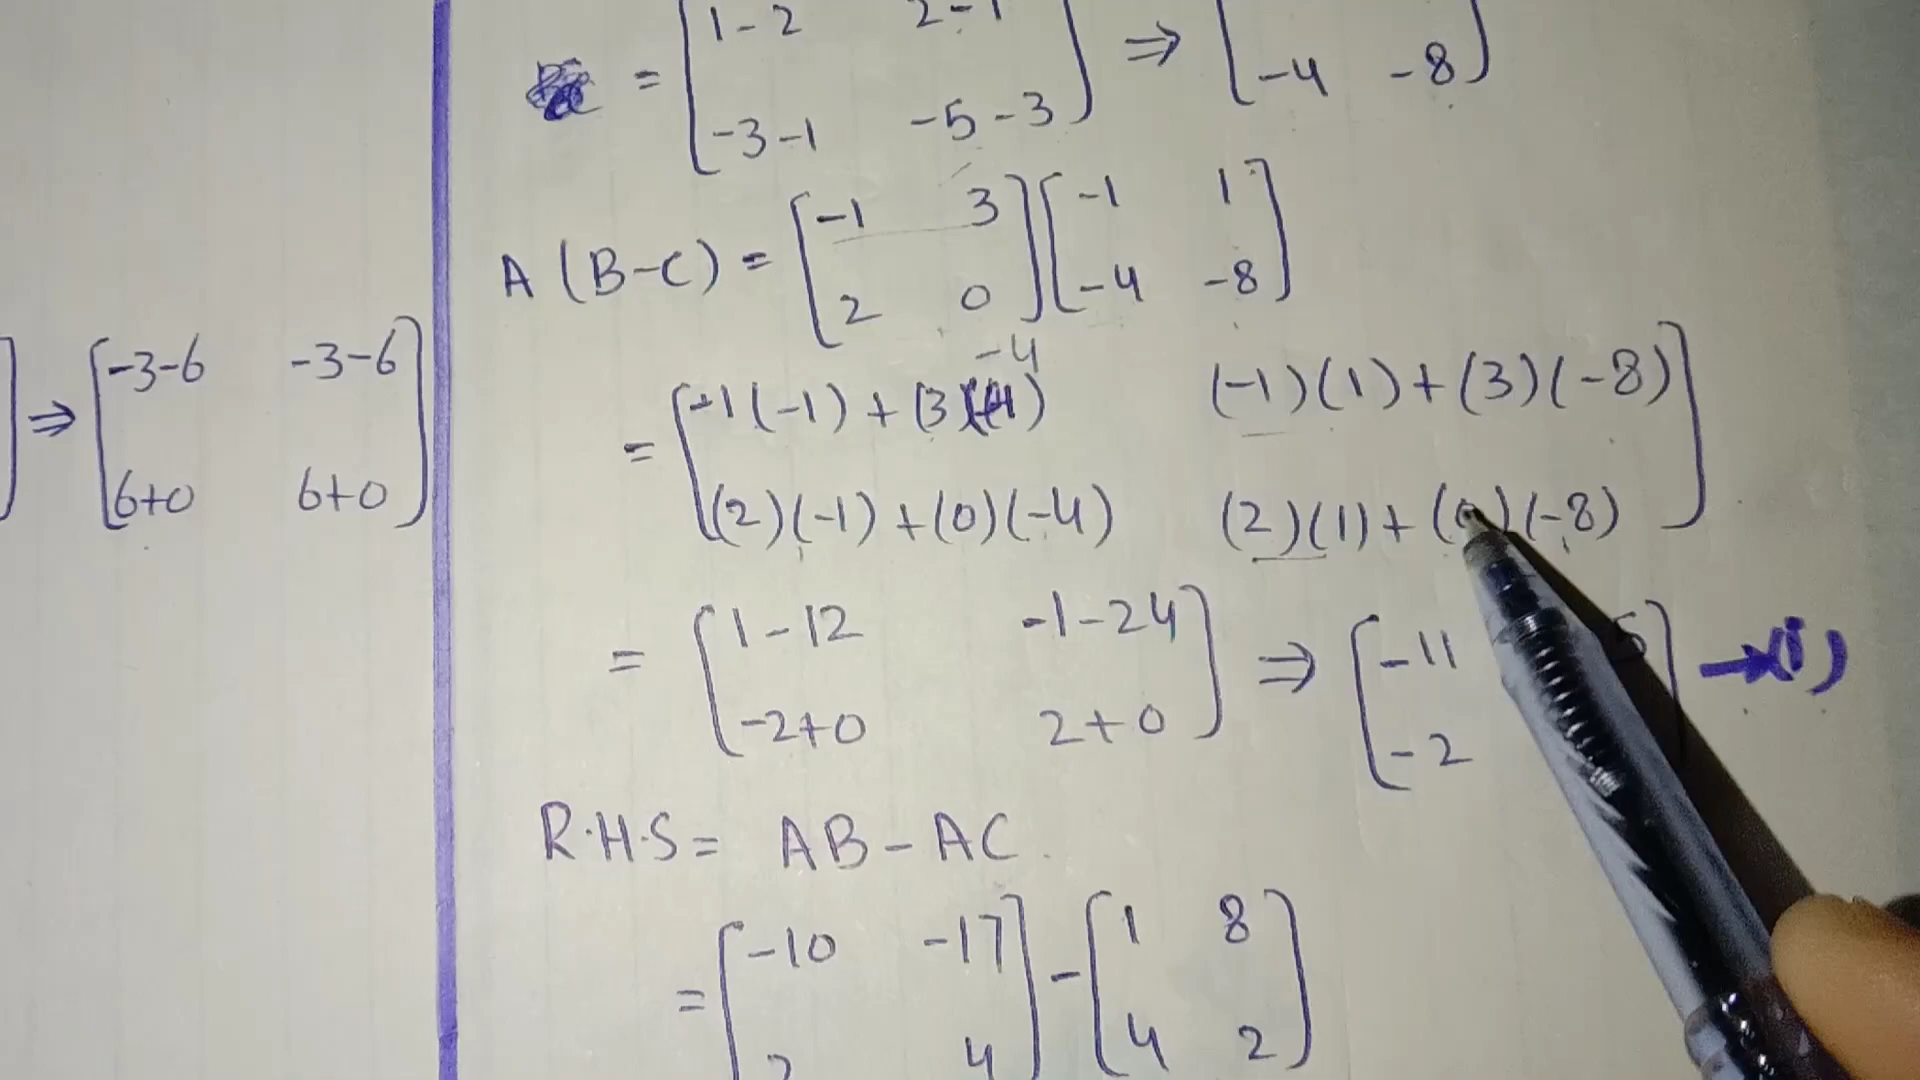 ⇒ [-3-6 -3-6]
[6+0 6+0]
= [1-2 2-1] ⇒ [
[-3-1 -5-3] [-4 -8]
A (B-C) = [-1 3] [-1 1]
[2 0] [-4 -8]
-4
= [-1(-1) + (3)( ) (-1)(1) + (3)(-8)]
[(2)(-1) + (0)(-4) (2)(1) + ( )(-8)]
= [1-12 -1-24] ⇒ [-11 5] → (i)
[-2+0 2+0] [-2
R.H.S = AB - AC
= [-10 -17] - [1 8]
[2 4] [4 2]